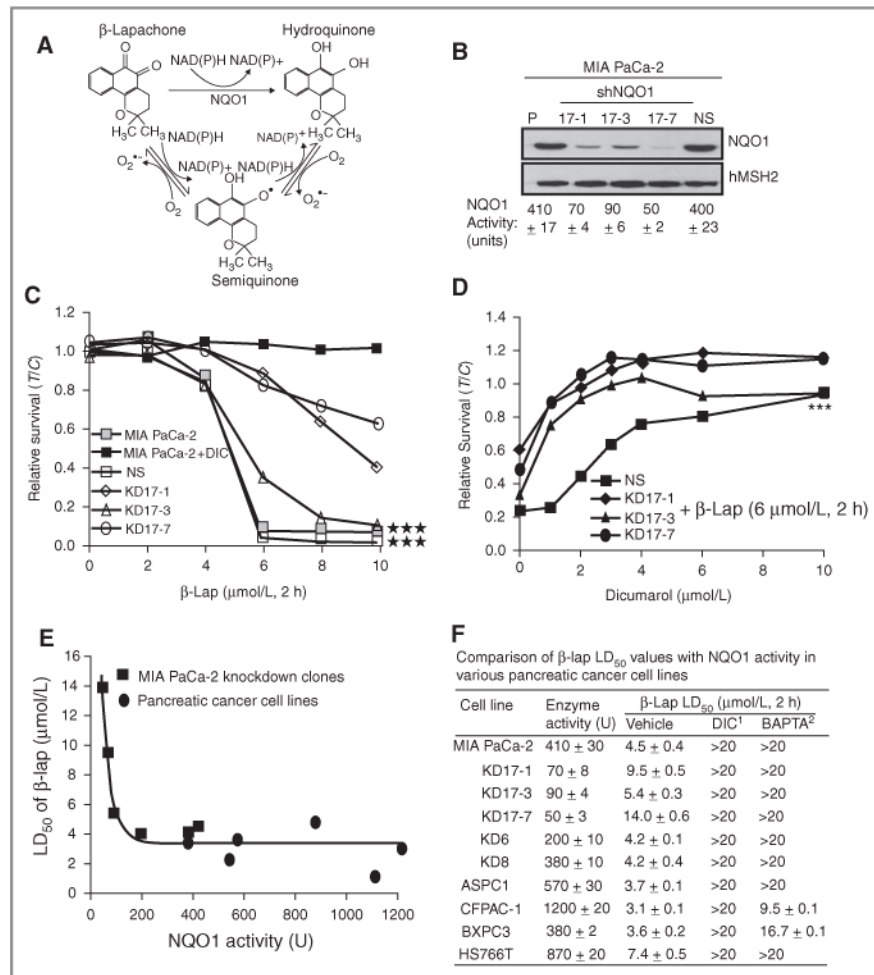 A
β-Lapachone
Hydroquinone
NAD(P)H NAD(P)+
NQO1
O
O
O
H₃C CH₃
OH
OH
O
H₃C CH₃
NAD(P)H
NAD(P)+
O₂•-
O₂
NAD(P)+ NAD(P)H
O₂
O₂•-
OH
O•
O
H₃C CH₃
Semiquinone
B
MIA PaCa-2
shNQO1
P 17-1 17-3 17-7 NS
NQO1
hMSH2
NQO1 410 70 90 50 400
Activity: ± 17 ± 4 ± 6 ± 2 ± 23
(units)
C
Relative survival (T/C)
1.2
1.0
0.8
0.6
0.4
0.2
0.0
MIA PaCa-2
MIA PaCa-2+DIC
NS
KD17-1
KD17-3
KD17-7
★★★
★★★
0 2 4 6 8 10
β-Lap (μmol/L, 2 h)
D
Relative Survival (T/C)
1.4
1.2
1.0
0.8
0.6
0.4
0.2
0.0
***
NS
KD17-1
KD17-3 + β-Lap (6 μmol/L, 2 h)
KD17-7
0 2 4 6 8 10
Dicumarol (μmol/L)
E
LD₅₀ of β-lap (μmol/L)
16
14
12
10
8
6
4
2
0
MIA PaCa-2 knockdown clones
Pancreatic cancer cell lines
0 200 400 600 800 1000 1200
NQO1 activity (U)
F
Comparison of β-lap LD₅₀ values with NQO1 activity in
various pancreatic cancer cell lines
Cell line Enzyme β-Lap LD₅₀ (μmol/L, 2 h)
activity (U) Vehicle DIC¹ BAPTA²
MIA PaCa-2 410 ± 30 4.5 ± 0.4 >20 >20
KD17-1 70 ± 8 9.5 ± 0.5 >20 >20
KD17-3 90 ± 4 5.4 ± 0.3 >20 >20
KD17-7 50 ± 3 14.0 ± 0.6 >20 >20
KD6 200 ± 10 4.2 ± 0.1 >20 >20
KD8 380 ± 10 4.2 ± 0.4 >20 >20
ASPC1 570 ± 30 3.7 ± 0.1 >20 >20
CFPAC-1 1200 ± 20 3.1 ± 0.1 >20 9.5 ± 0.1
BXPC3 380 ± 2 3.6 ± 0.2 >20 16.7 ± 0.1
HS766T 870 ± 20 7.4 ± 0.5 >20 >20